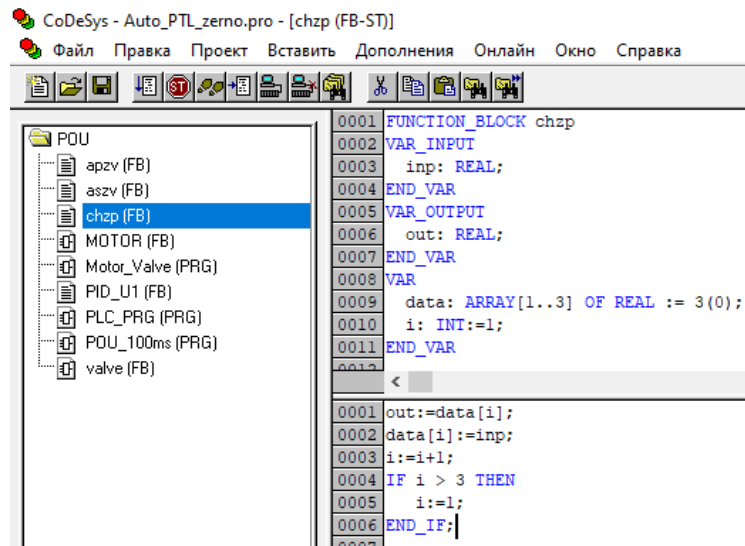 CoDeSys - Auto_PTL_zerno.pro - [chzp (FB-ST)]
Файл Правка Проект Вставить Дополнения Онлайн Окно Справка
POU
apzv (FB)
aszv (FB)
chzp (FB)
MOTOR (FB)
Motor_Valve (PRG)
PID_U1 (FB)
PLC_PRG (PRG)
POU_100ms (PRG)
valve (FB)
0001 FUNCTION_BLOCK chzp
0002 VAR_INPUT
0003 inp: REAL;
0004 END_VAR
0005 VAR_OUTPUT
0006 out: REAL;
0007 END_VAR
0008 VAR
0009 data: ARRAY[1..3] OF REAL := 3(0);
0010 i: INT:=1;
0011 END_VAR
0012
0001 out:=data[i];
0002 data[i]:=inp;
0003 i:=i+1;
0004 IF i > 3 THEN
0005 i:=1;
0006 END_IF;
0007